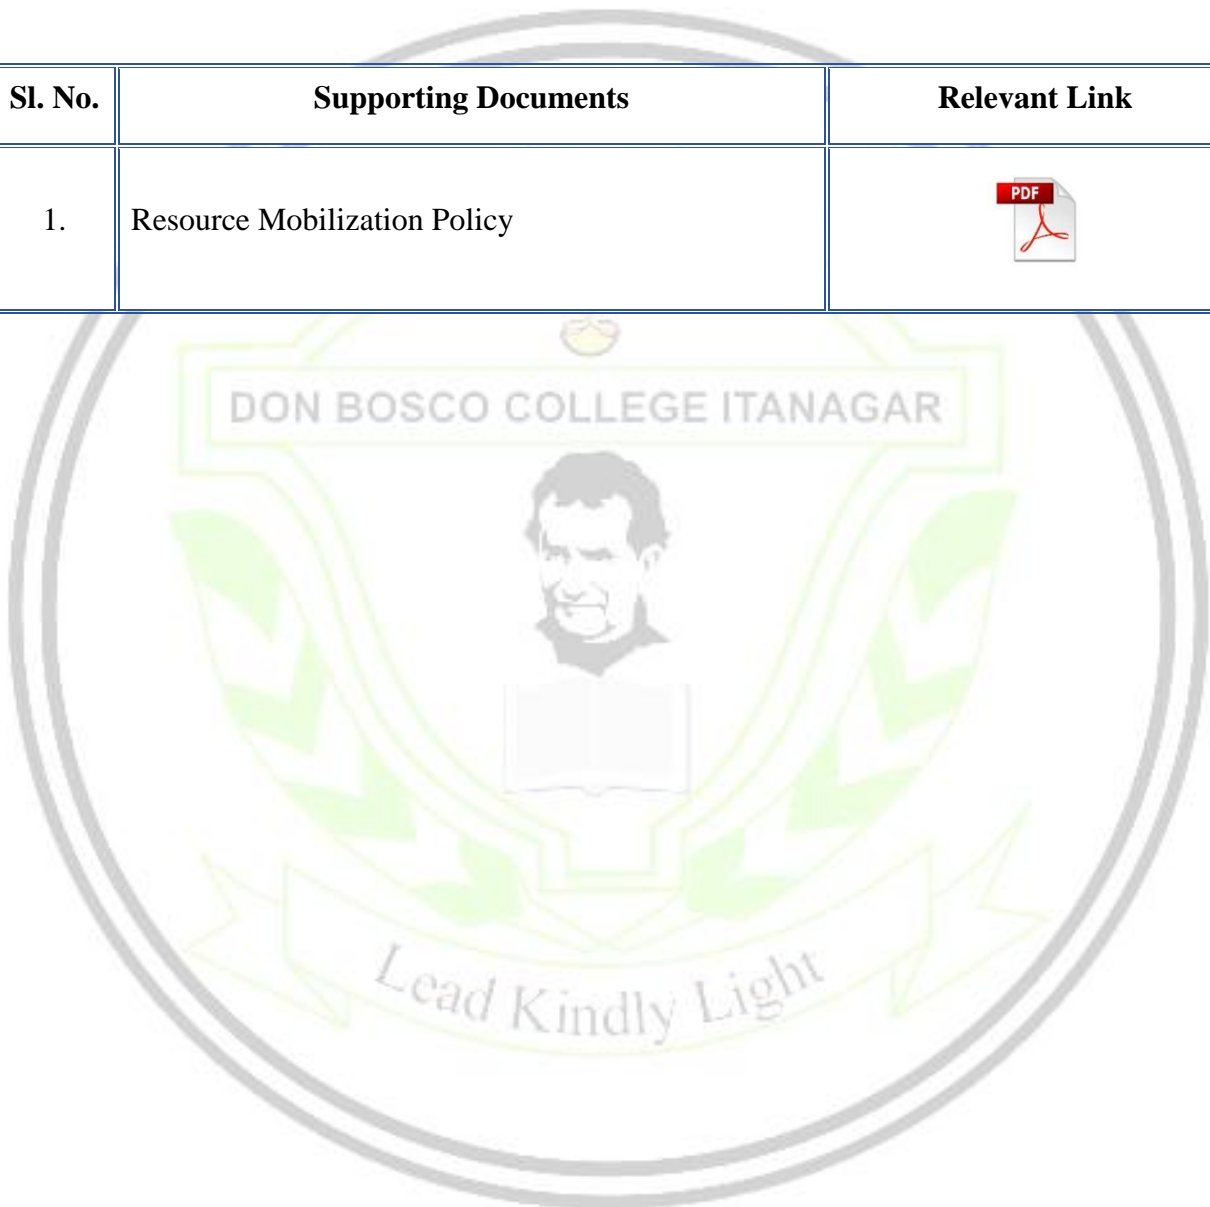 Sl. No. Supporting Documents Relevant Link
1. Resource Mobilization Policy PDF
DON BOSCO COLLEGE ITANAGAR
Lead Kindly Light